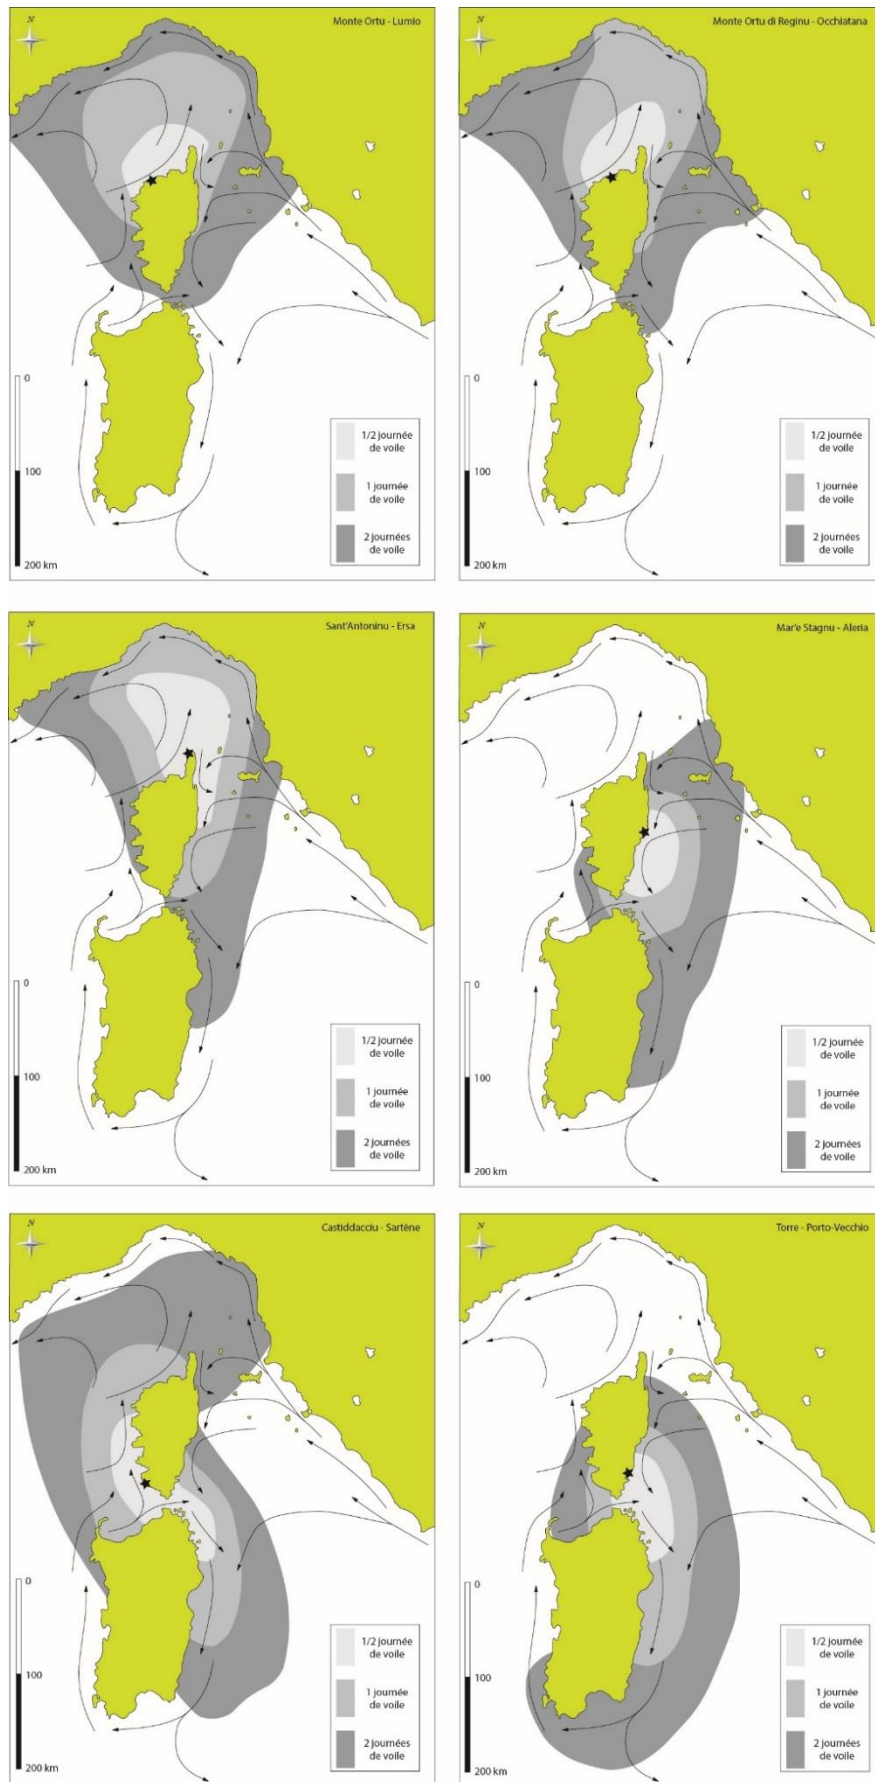 N
Monte Ortu - Lumio
0
100
200 km
1/2 journée
de voile
1 journée
de voile
2 journées
de voile
N
Monte Ortu di Reginu - Occhiatana
0
100
200 km
1/2 journée
de voile
1 journée
de voile
2 journées
de voile
N
Sant'Antoninu - Ersa
0
100
200 km
1/2 journée
de voile
1 journée
de voile
2 journées
de voile
N
Mar'e Stagnu - Aleria
0
100
200 km
1/2 journée
de voile
1 journée
de voile
2 journées
de voile
N
Castiddacciu - Sartène
0
100
200 km
1/2 journée
de voile
1 journée
de voile
2 journées
de voile
N
Torre - Porto-Vecchio
0
100
200 km
1/2 journée
de voile
1 journée
de voile
2 journées
de voile